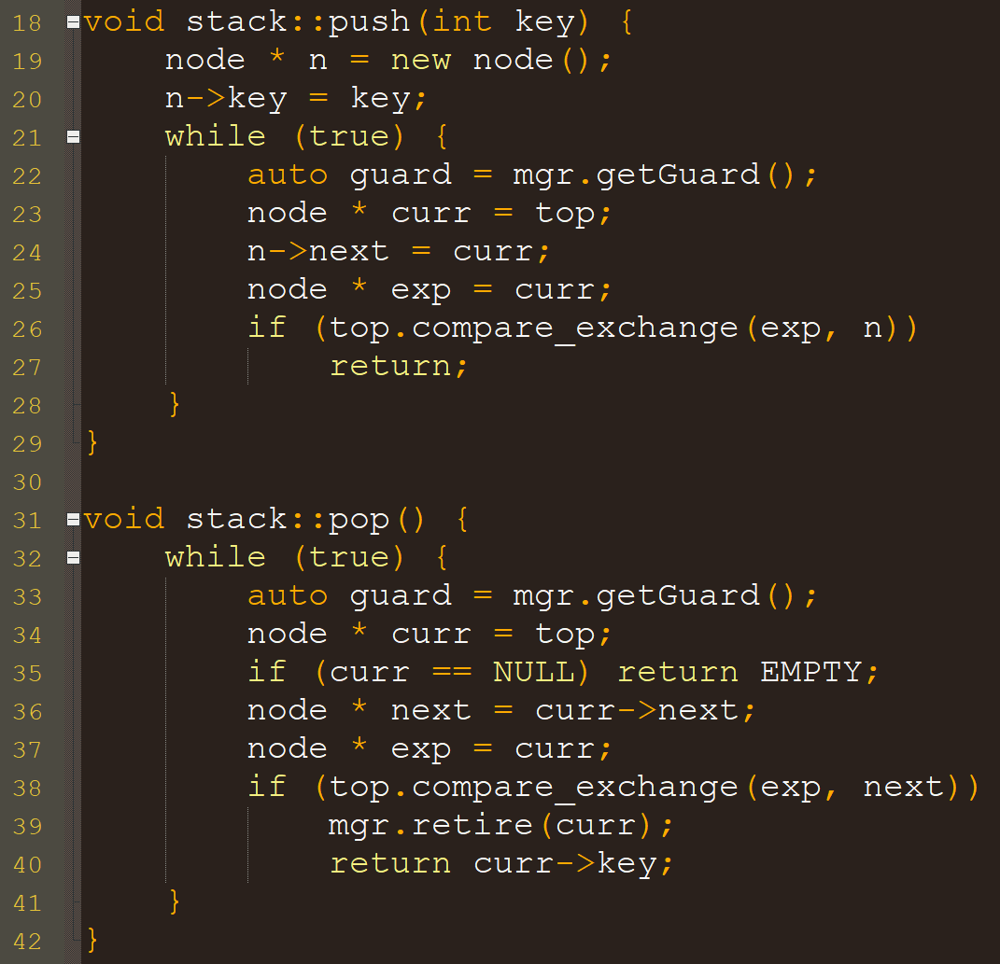 18 void stack::push(int key) {
19 node * n = new node();
20 n->key = key;
21 while (true) {
22 auto guard = mgr.getGuard();
23 node * curr = top;
24 n->next = curr;
25 node * exp = curr;
26 if (top.compare_exchange(exp, n))
27 return;
28 }
29 }
30
31 void stack::pop() {
32 while (true) {
33 auto guard = mgr.getGuard();
34 node * curr = top;
35 if (curr == NULL) return EMPTY;
36 node * next = curr->next;
37 node * exp = curr;
38 if (top.compare_exchange(exp, next))
39 mgr.retire(curr);
40 return curr->key;
41 }
42 }